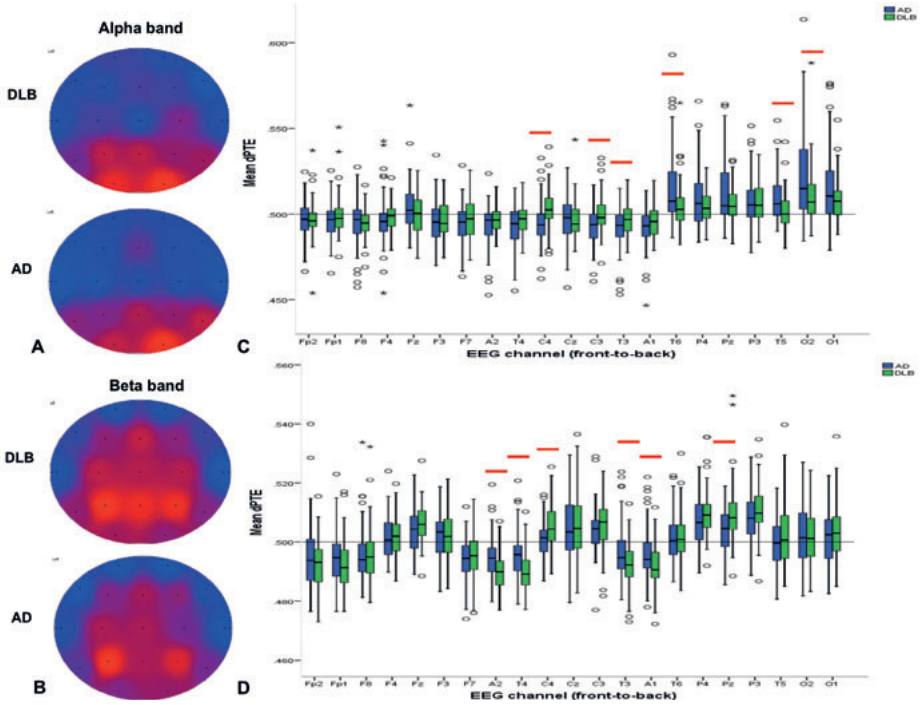 Alpha band
DLB
AD
A
Beta band
DLB
AD
B
AD
DLB
Mean dPTE
.600
.550
.500
.450
Fp2 Fp1 F8 F4 Fz F3 F7 A2 T4 C4 Cz C3 T3 A1 T6 P4 Pz P3 T5 O2 O1
C
EEG channel (front-to-back)
AD
DLB
Mean dPTE
.560
.540
.520
.500
.480
.460
Fp2 Fp1 F8 F4 Fz F3 F7 A2 T4 C4 Cz C3 T3 A1 T6 P4 Pz P3 T5 O2 O1
D
EEG channel (front-to-back)